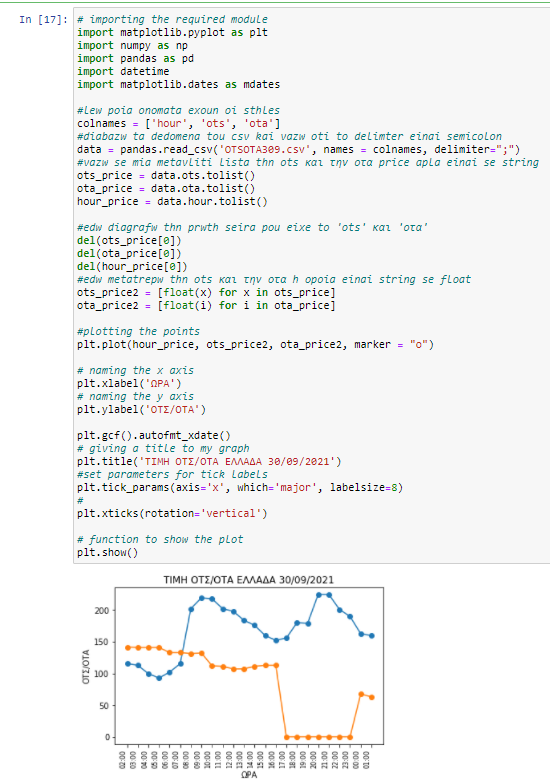 In [17]:
# importing the required module
import matplotlib.pyplot as plt
import numpy as np
import pandas as pd
import datetime
import matplotlib.dates as mdates
#lew poia onomata exoun oi sthles
colnames = ['hour', 'ots', 'ota']
#diabazw ta dedomena tou csv kai vazw oti to delimter einai semicolon
data = pandas.read_csv('OTSOTA309.csv', names = colnames, delimiter=";")
#vazw se mia metavliti lista thn ots και την οτα price apla einai se string
ots_price = data.ots.tolist()
ota_price = data.ota.tolist()
hour_price = data.hour.tolist()
#edw diagrafw thn prwth seira pou eixe to 'ots' και 'οτα'
del(ots_price[0])
del(ota_price[0])
del(hour_price[0])
#edw metatrepw thn ots και την οτα h opoia einai string se float
ots_price2 = [float(x) for x in ots_price]
ota_price2 = [float(i) for i in ota_price]
#plotting the points
plt.plot(hour_price, ots_price2, ota_price2, marker = "o")
# naming the x axis
plt.xlabel('ΩΡΑ')
# naming the y axis
plt.ylabel('ΟΤΣ/ΟΤΑ')
plt.gcf().autofmt_xdate()
# giving a title to my graph
plt.title('ΤΙΜΗ ΟΤΣ/ΟΤΑ ΕΛΛΑΔΑ 30/09/2021')
#set parameters for tick labels
plt.tick_params(axis='x', which='major', labelsize=8)
#
plt.xticks(rotation='vertical')
# function to show the plot
plt.show()
ΤΙΜΗ ΟΤΣ/ΟΤΑ ΕΛΛΑΔΑ 30/09/2021
ΟΤΣ/ΟΤΑ
200
150
100
50
0
02:00 03:00 04:00 05:00 06:00 07:00 08:00 09:00 10:00 11:00 12:00 13:00 14:00 15:00 16:00 17:00 18:00 19:00 20:00 21:00 22:00 23:00 00:00 01:00
ΩΡΑ